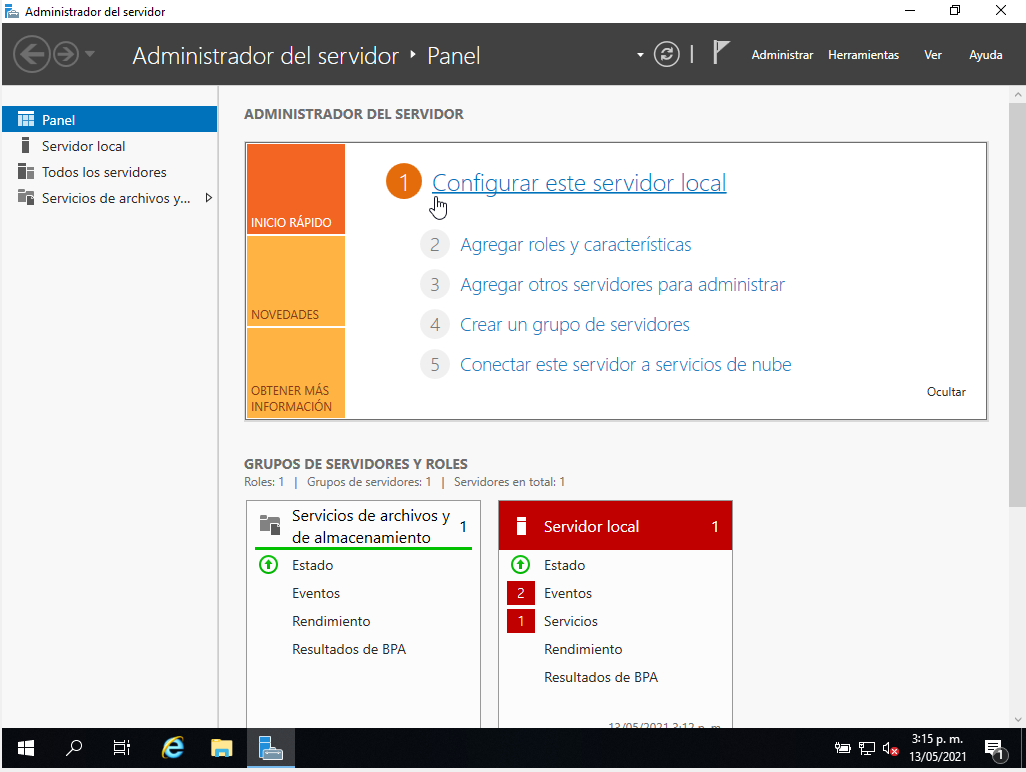 Administrador del servidor
Administrador del servidor ‣ Panel
Administrar Herramientas Ver Ayuda
Panel
Servidor local
Todos los servidores
Servicios de archivos y...
ADMINISTRADOR DEL SERVIDOR
INICIO RÁPIDO
NOVEDADES
OBTENER MÁS
INFORMACIÓN
1 Configurar este servidor local
2 Agregar roles y características
3 Agregar otros servidores para administrar
4 Crear un grupo de servidores
5 Conectar este servidor a servicios de nube
Ocultar
GRUPOS DE SERVIDORES Y ROLES
Roles: 1 | Grupos de servidores: 1 | Servidores en total: 1
Servicios de archivos y
de almacenamiento
1
Estado
Eventos
Rendimiento
Resultados de BPA
Servidor local 1
Estado
2 Eventos
1 Servicios
Rendimiento
Resultados de BPA
13/05/2021 3:12 p. m.
3:15 p. m.
13/05/2021
1